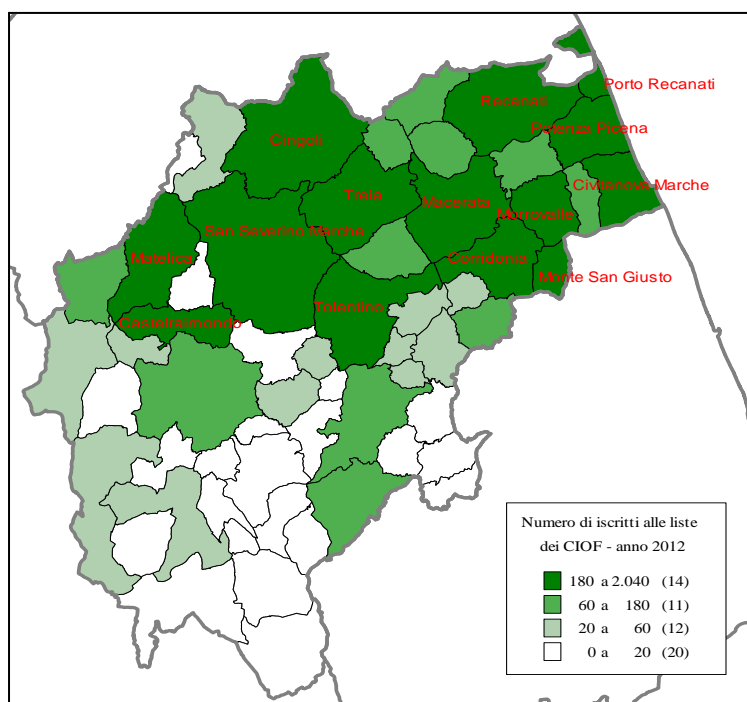 Porto Recanati
Recanati
Potenza Picena
Cingoli
Civitanova Marche
Treia
Macerata
Morrovalle
San Severino Marche
Matelica
Corridonia
Monte San Giusto
Tolentino
Castelraimondo
Numero di iscritti alle liste
dei CIOF - anno 2012
180 a 2.040 (14)
60 a 180 (11)
20 a 60 (12)
0 a 20 (20)